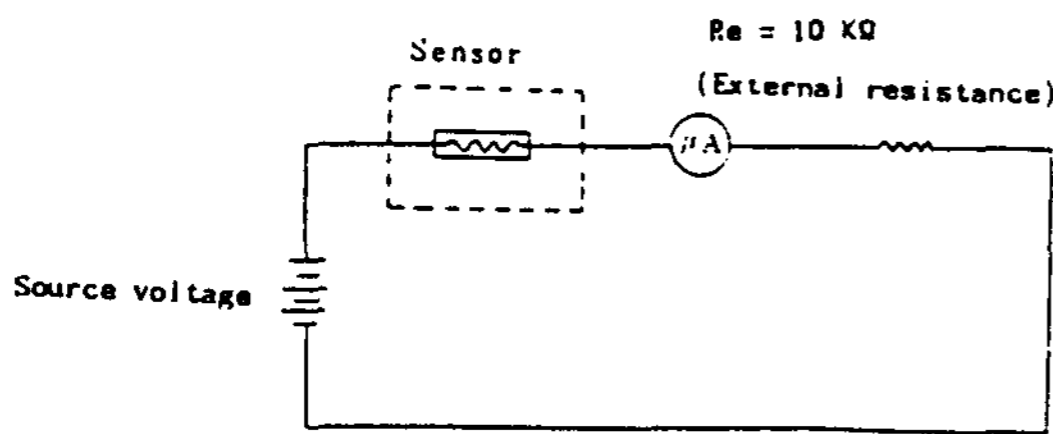 Re = 10 KΩ
Sensor
(External resistance)
μA
Source voltage